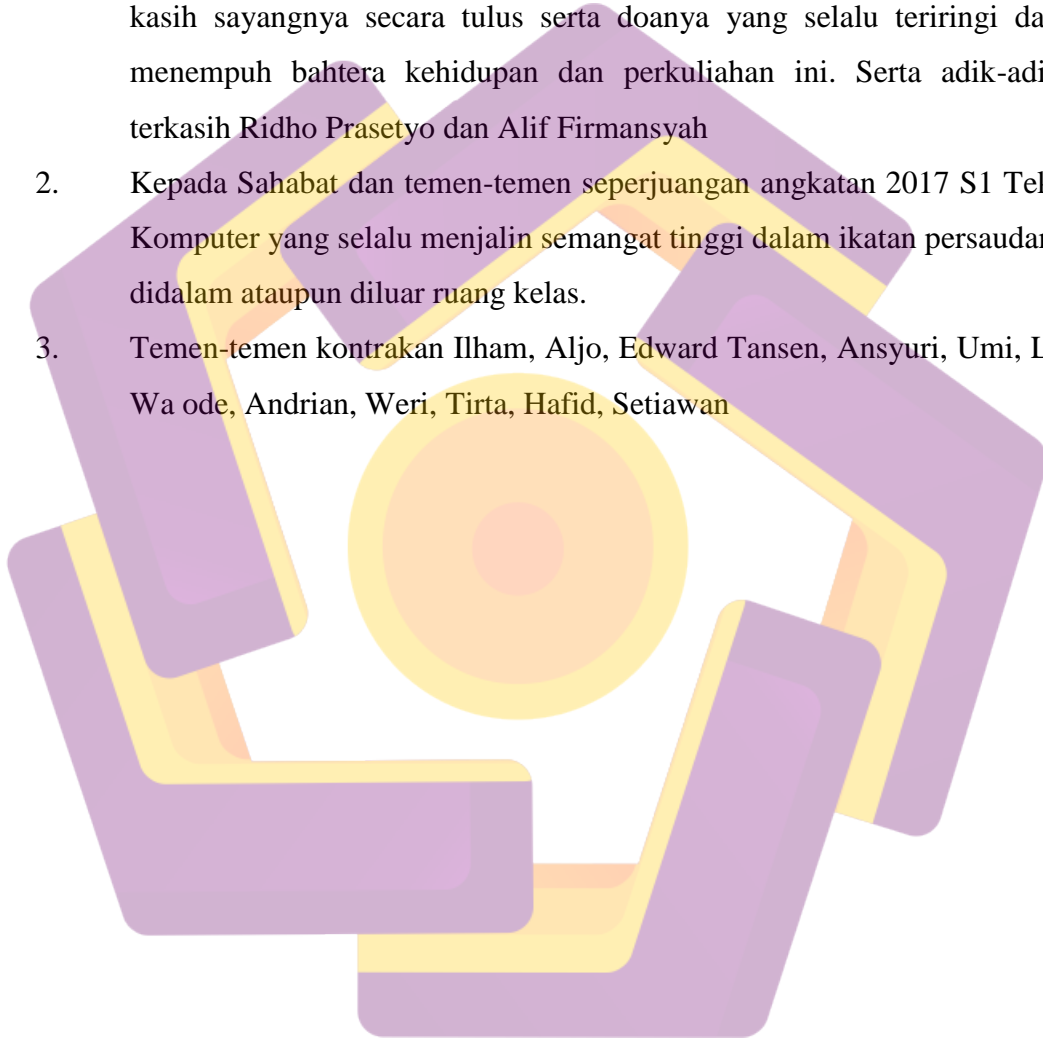 kasih sayangnya secara tulus serta doanya yang selalu teriringi da
menempuh bahtera kehidupan dan perkuliahan ini. Serta adik-adi
terkasih Ridho Prasetyo dan Alif Firmansyah
2. Kepada Sahabat dan temen-temen seperjuangan angkatan 2017 S1 Tek
Komputer yang selalu menjalin semangat tinggi dalam ikatan persaudar
didalam ataupun diluar ruang kelas.
3. Temen-temen kontrakan Ilham, Aljo, Edward Tansen, Ansyuri, Umi, L
Wa ode, Andrian, Weri, Tirta, Hafid, Setiawan